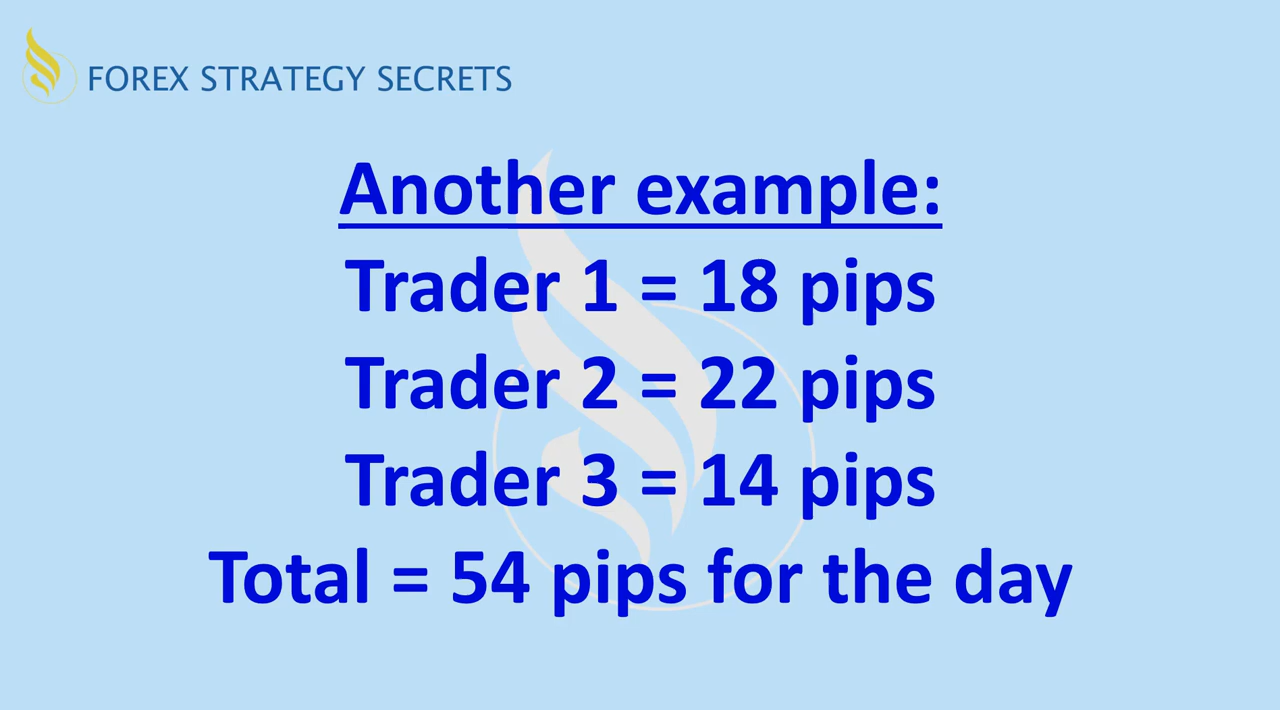 FOREX STRATEGY SECRETS
Another example:
Trader 1 = 18 pips
Trader 2 = 22 pips
Trader 3 = 14 pips
Total = 54 pips for the day